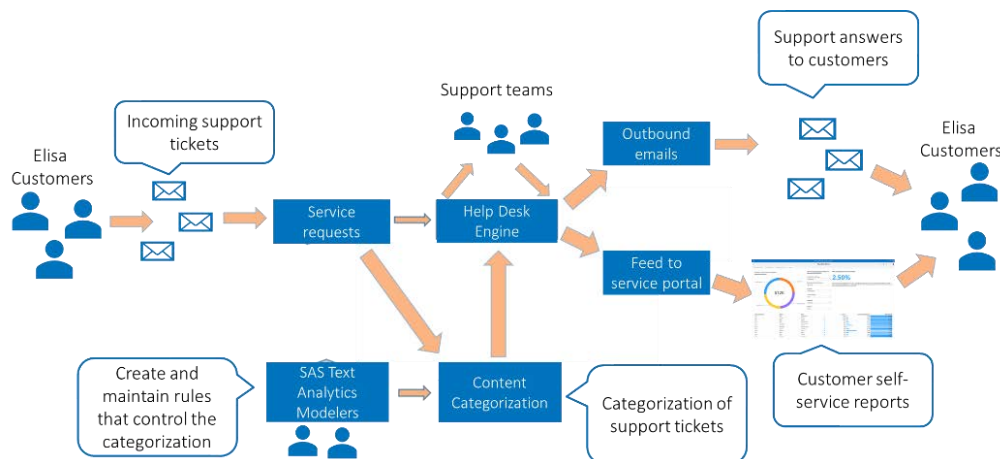 Support answers
to customers
Support teams
Incoming support
tickets
Elisa
Customers
Outbound
emails
Elisa
Customers
Service
requests
Help Desk
Engine
Feed to
service portal
2.50%
Create and
maintain rules
that control the
categorization
SAS Text
Analytics
Modelers
Content
Categorization
Categorization of
support tickets
Customer self-
service reports